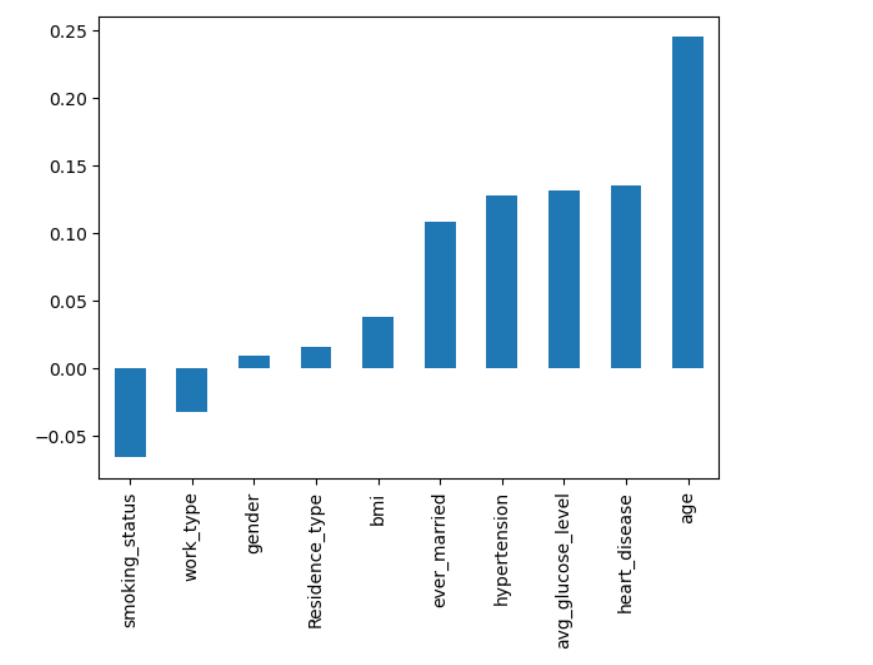 0.25
0.20
0.15
0.10
0.05
0.00
−0.05
smoking_status
work_type
gender
Residence_type
bmi
ever_married
hypertension
avg_glucose_level
heart_disease
age